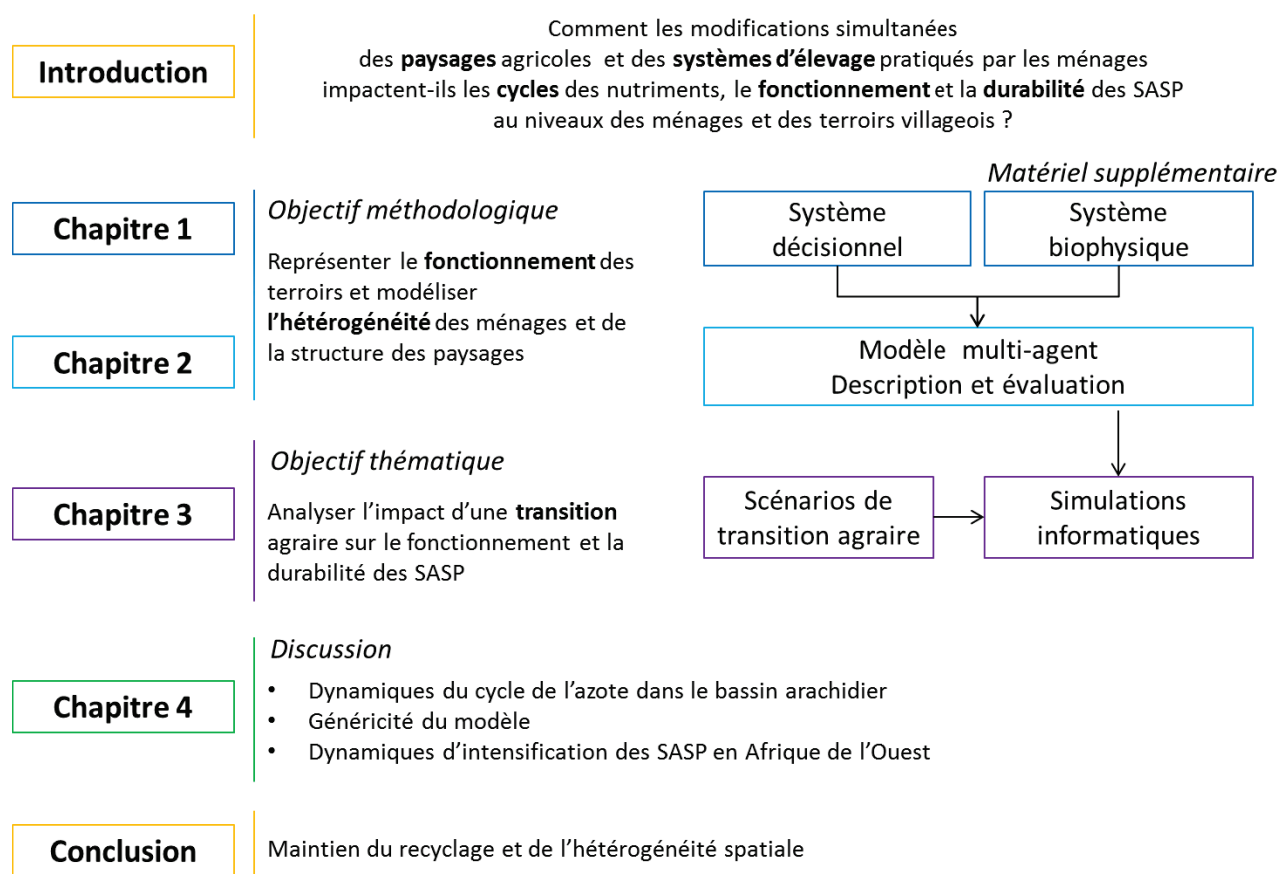 Introduction
Comment les modifications simultanées
des paysages agricoles et des systèmes d'élevage pratiqués par les ménages
impactent-ils les cycles des nutriments, le fonctionnement et la durabilité des SASP
au niveaux des ménages et des terroirs villageois ?
Chapitre 1
Chapitre 2
Objectif méthodologique
Représenter le fonctionnement des
terroirs et modéliser
l'hétérogénéité des ménages et de
la structure des paysages
Matériel supplémentaire
Système
décisionnel
Système
biophysique
Modèle multi-agent
Description et évaluation
Chapitre 3
Objectif thématique
Analyser l'impact d'une transition
agraire sur le fonctionnement et la
durabilité des SASP
Scénarios de
transition agraire
Simulations
informatiques
Chapitre 4
Discussion
• Dynamiques du cycle de l'azote dans le bassin arachidier
• Généricité du modèle
• Dynamiques d'intensification des SASP en Afrique de l'Ouest
Conclusion
Maintien du recyclage et de l'hétérogénéité spatiale